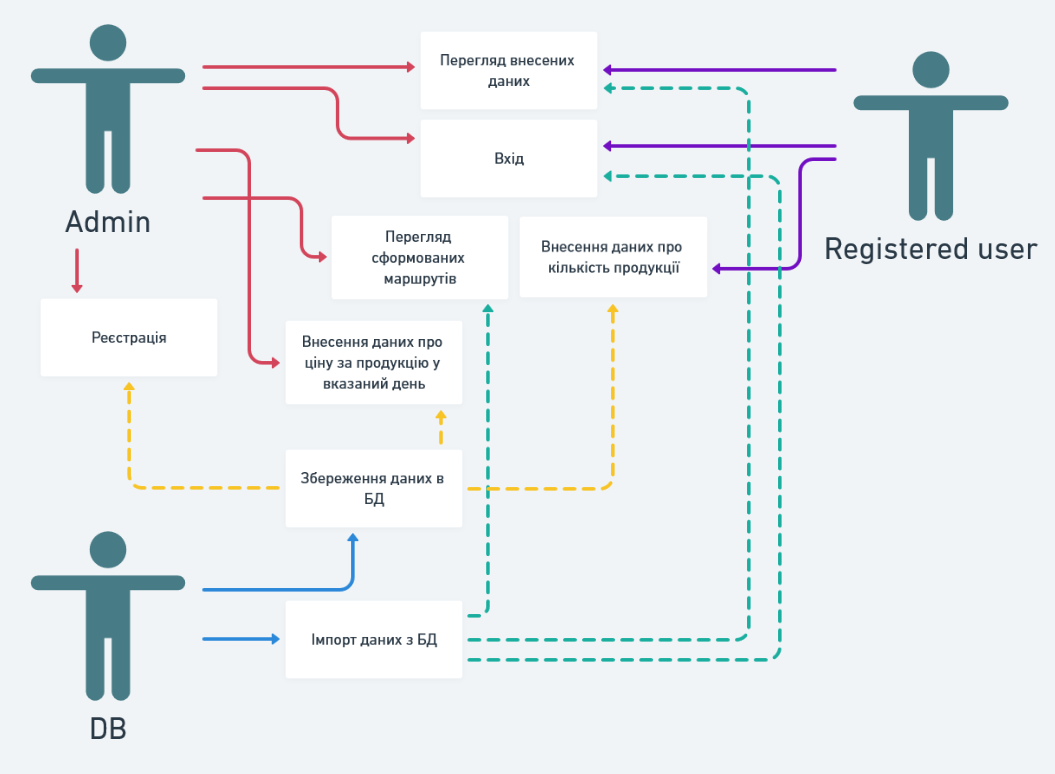 Перегляд внесених
даних
Вхід
Admin
Registered user
Перегляд
сформованих
маршрутів
Внесення даних про
кількість продукції
Реєстрація
Внесення даних про
ціну за продукцію у
вказаний день
Збереження даних в
БД
Імпорт даних з БД
DB